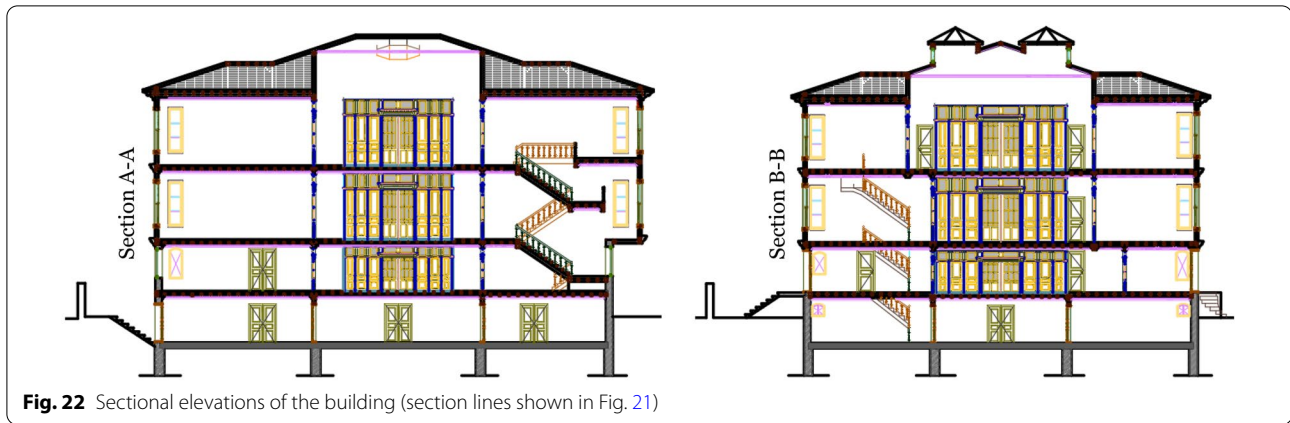 Section A-A
Section B-B
Fig. 22 Sectional elevations of the building (section lines shown in Fig. 21)